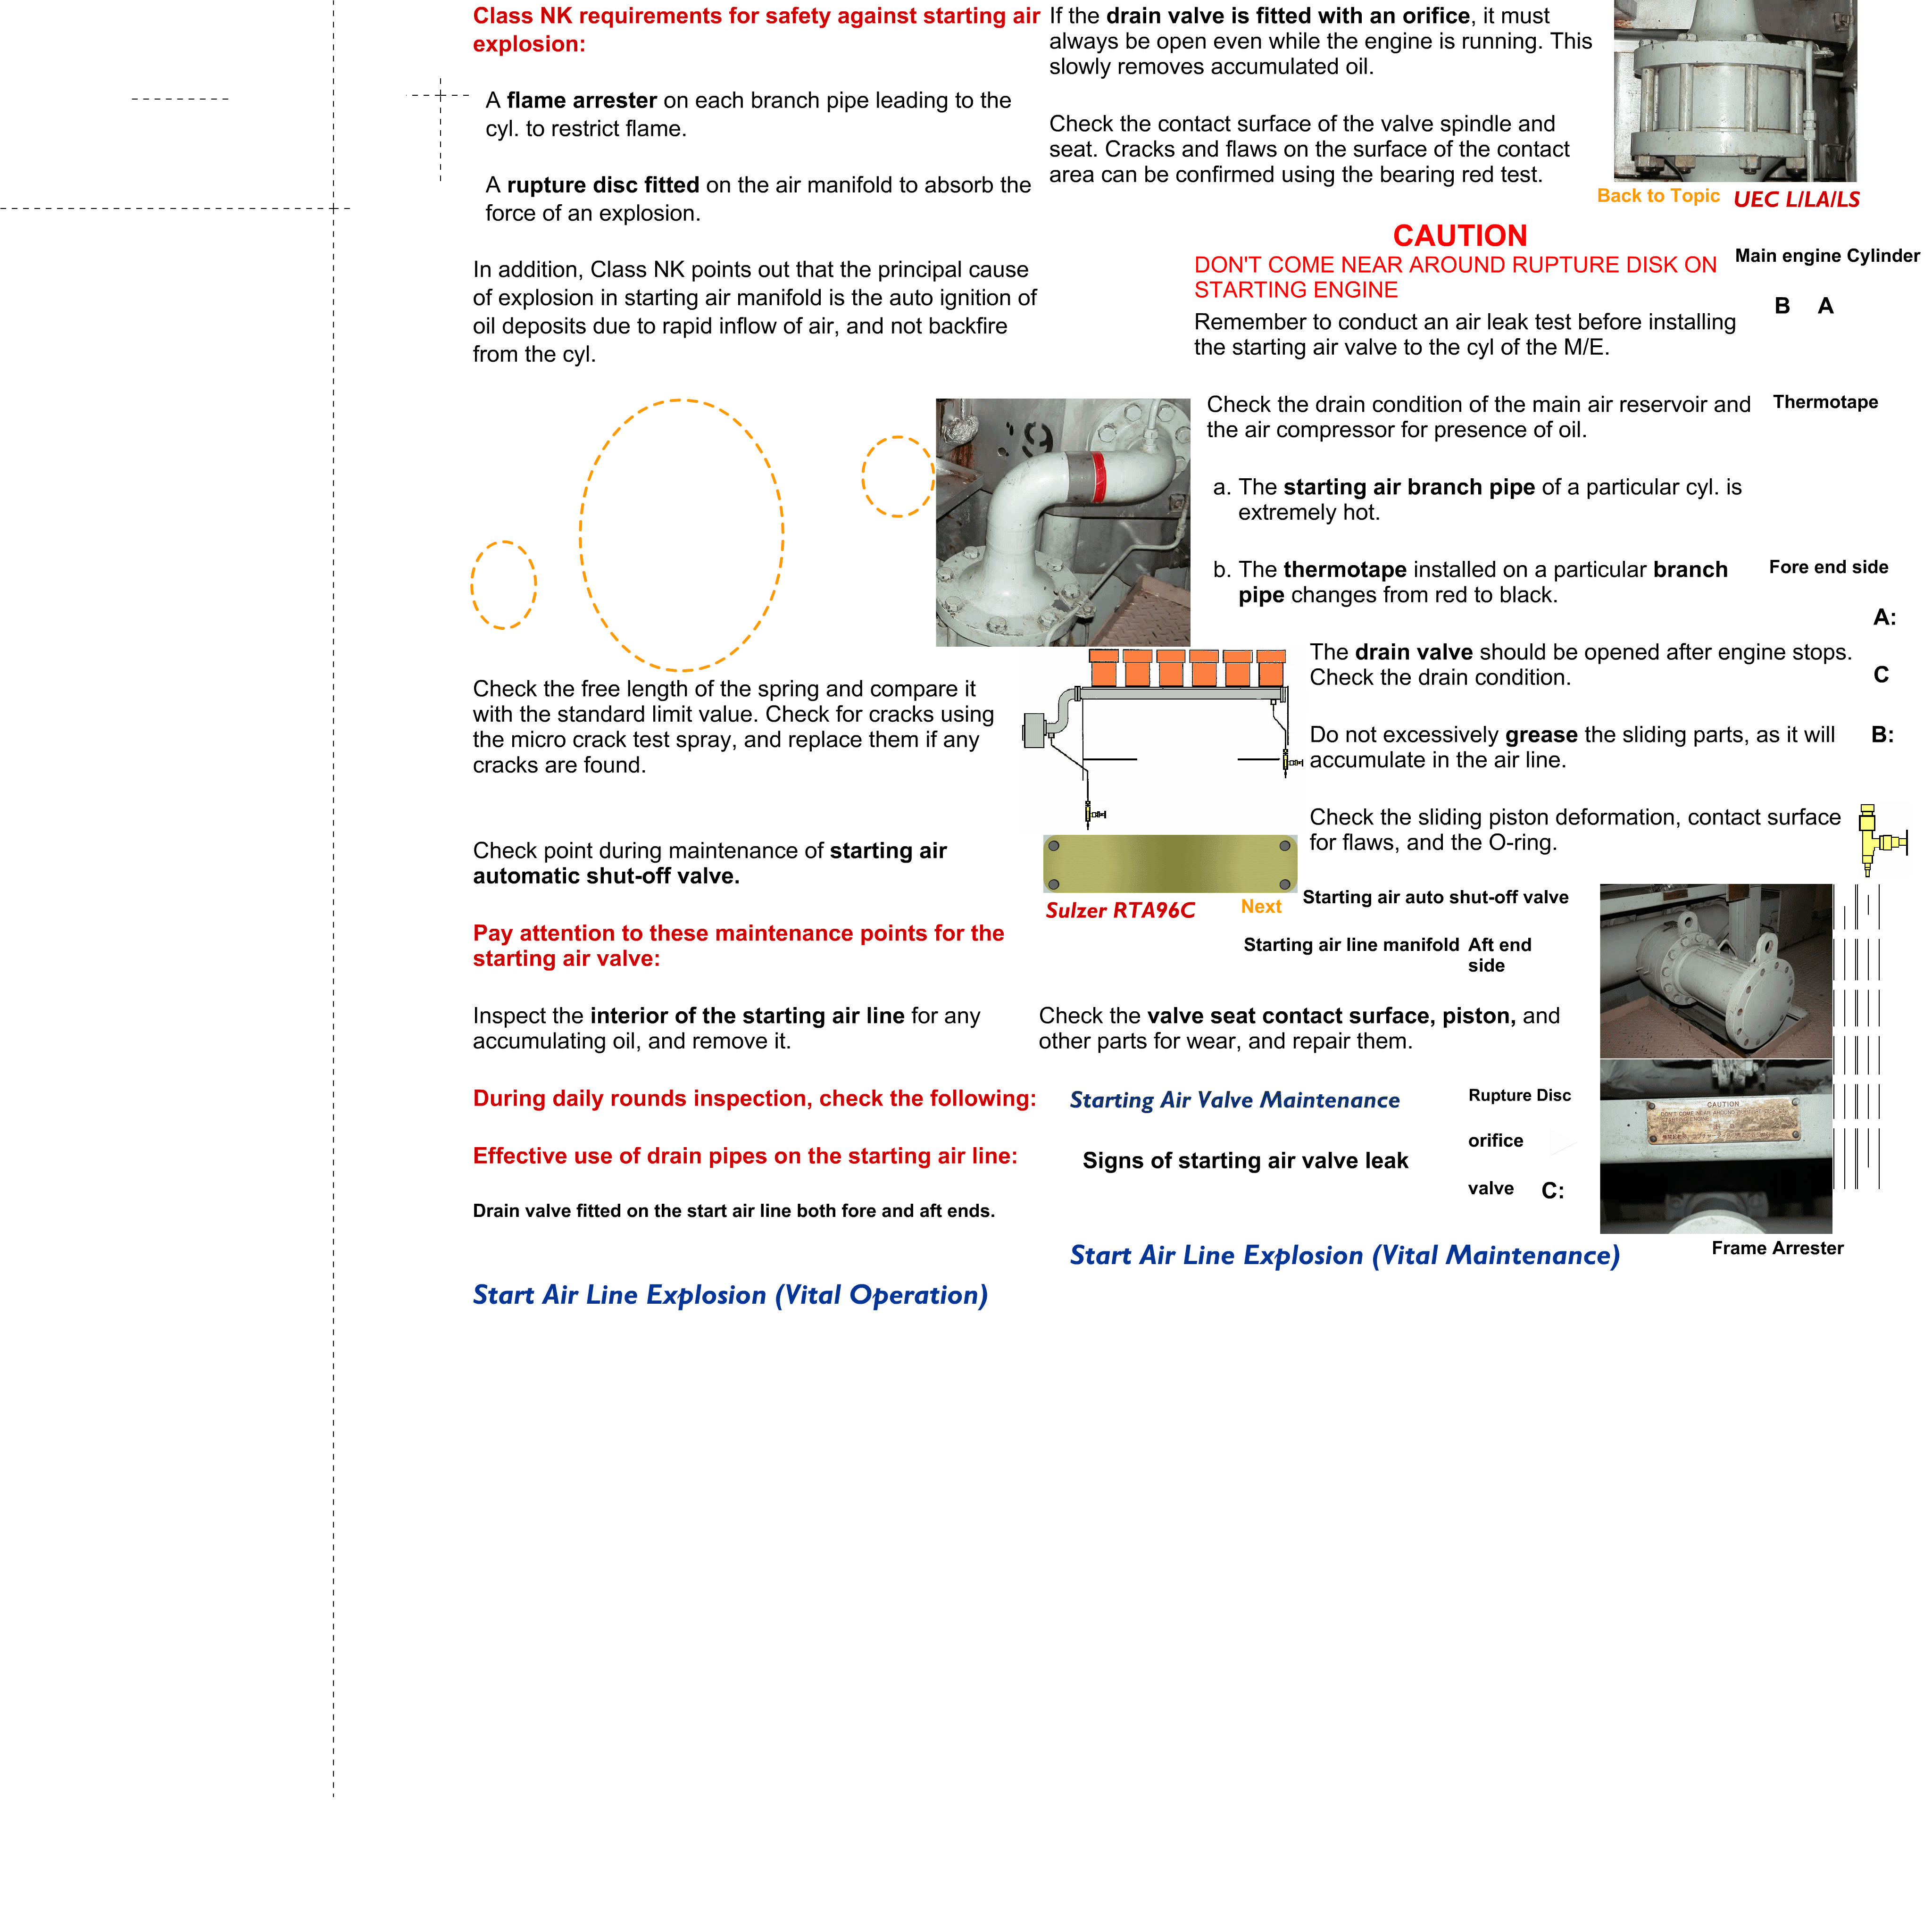 Class NK requirements for safety against starting air
explosion:
A flame arrester on each branch pipe leading to the
cyl. to restrict flame.
A rupture disc fitted on the air manifold to absorb the
force of an explosion.
In addition, Class NK points out that the principal cause
of explosion in starting air manifold is the auto ignition of
oil deposits due to rapid inflow of air, and not backfire
from the cyl.
If the drain valve is fitted with an orifice, it must
always be open even while the engine is running. This
slowly removes accumulated oil.
Check the contact surface of the valve spindle and
seat. Cracks and flaws on the surface of the contact
area can be confirmed using the bearing red test.
Back to Topic
UEC L/LA/LS
CAUTION
DON'T COME NEAR AROUND RUPTURE DISK ON
STARTING ENGINE
Remember to conduct an air leak test before installing
the starting air valve to the cyl of the M/E.
Main engine Cylinder
B A
Check the drain condition of the main air reservoir and
the air compressor for presence of oil.
Thermotape
a. The starting air branch pipe of a particular cyl. is
extremely hot.
b. The thermotape installed on a particular branch
pipe changes from red to black.
Fore end side
A:
The drain valve should be opened after engine stops.
Check the drain condition.
C
Do not excessively grease the sliding parts, as it will
accumulate in the air line.
B:
Check the sliding piston deformation, contact surface
for flaws, and the O-ring.
Check the free length of the spring and compare it
with the standard limit value. Check for cracks using
the micro crack test spray, and replace them if any
cracks are found.
Check point during maintenance of starting air
automatic shut-off valve.
Sulzer RTA96C
Next
Starting air auto shut-off valve
Starting air line manifold
Aft end
side
Pay attention to these maintenance points for the
starting air valve:
Inspect the interior of the starting air line for any
accumulating oil, and remove it.
Check the valve seat contact surface, piston, and
other parts for wear, and repair them.
During daily rounds inspection, check the following:
Starting Air Valve Maintenance
Rupture Disc
CAUTION
orifice
Effective use of drain pipes on the starting air line:
Signs of starting air valve leak
valve
C:
Drain valve fitted on the start air line both fore and aft ends.
Frame Arrester
Start Air Line Explosion (Vital Maintenance)
Start Air Line Explosion (Vital Operation)